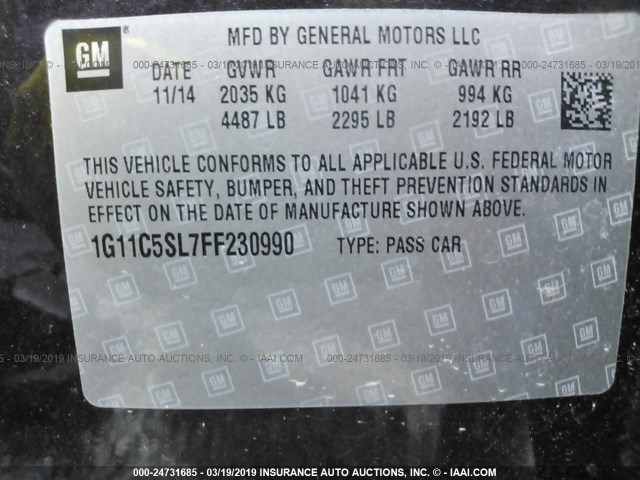 GM
MFD BY GENERAL MOTORS LLC
DATE GVWR GAWR FRT GAWR RR
11/14 2035 KG 1041 KG 994 KG
4487 LB 2295 LB 2192 LB
THIS VEHICLE CONFORMS TO ALL APPLICABLE U.S. FEDERAL MOTOR
VEHICLE SAFETY, BUMPER, AND THEFT PREVENTION STANDARDS IN
EFFECT ON THE DATE OF MANUFACTURE SHOWN ABOVE.
1G11C5SL7FF230990 TYPE: PASS CAR
000-24731685 - 03/19/2019 INSURANCE AUTO AUCTIONS, INC. © - IAAI.COM